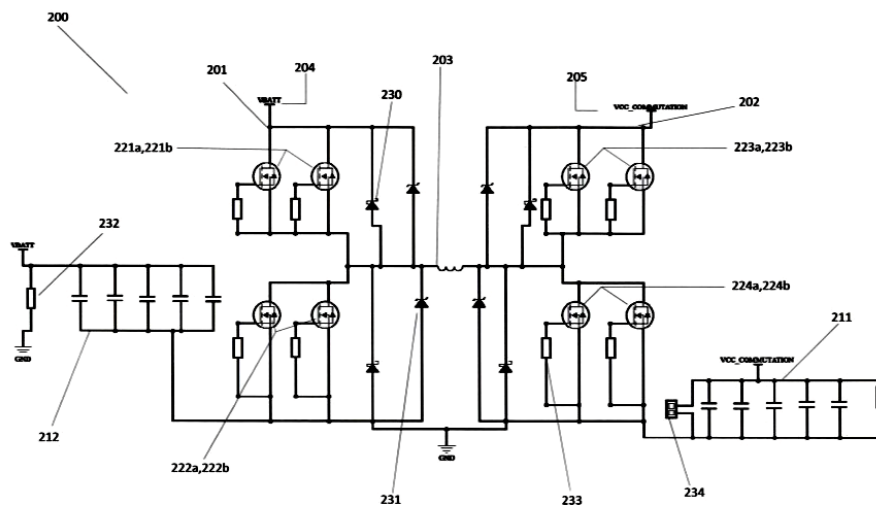 200
201
204
VBATT
230
203
205
VCC_COMMUTATION
202
221a,221b
223a,223b
232
VBATT
224a,224b
211
VCC_COMMUTATION
GND
212
GND
222a,222b
231
233
234